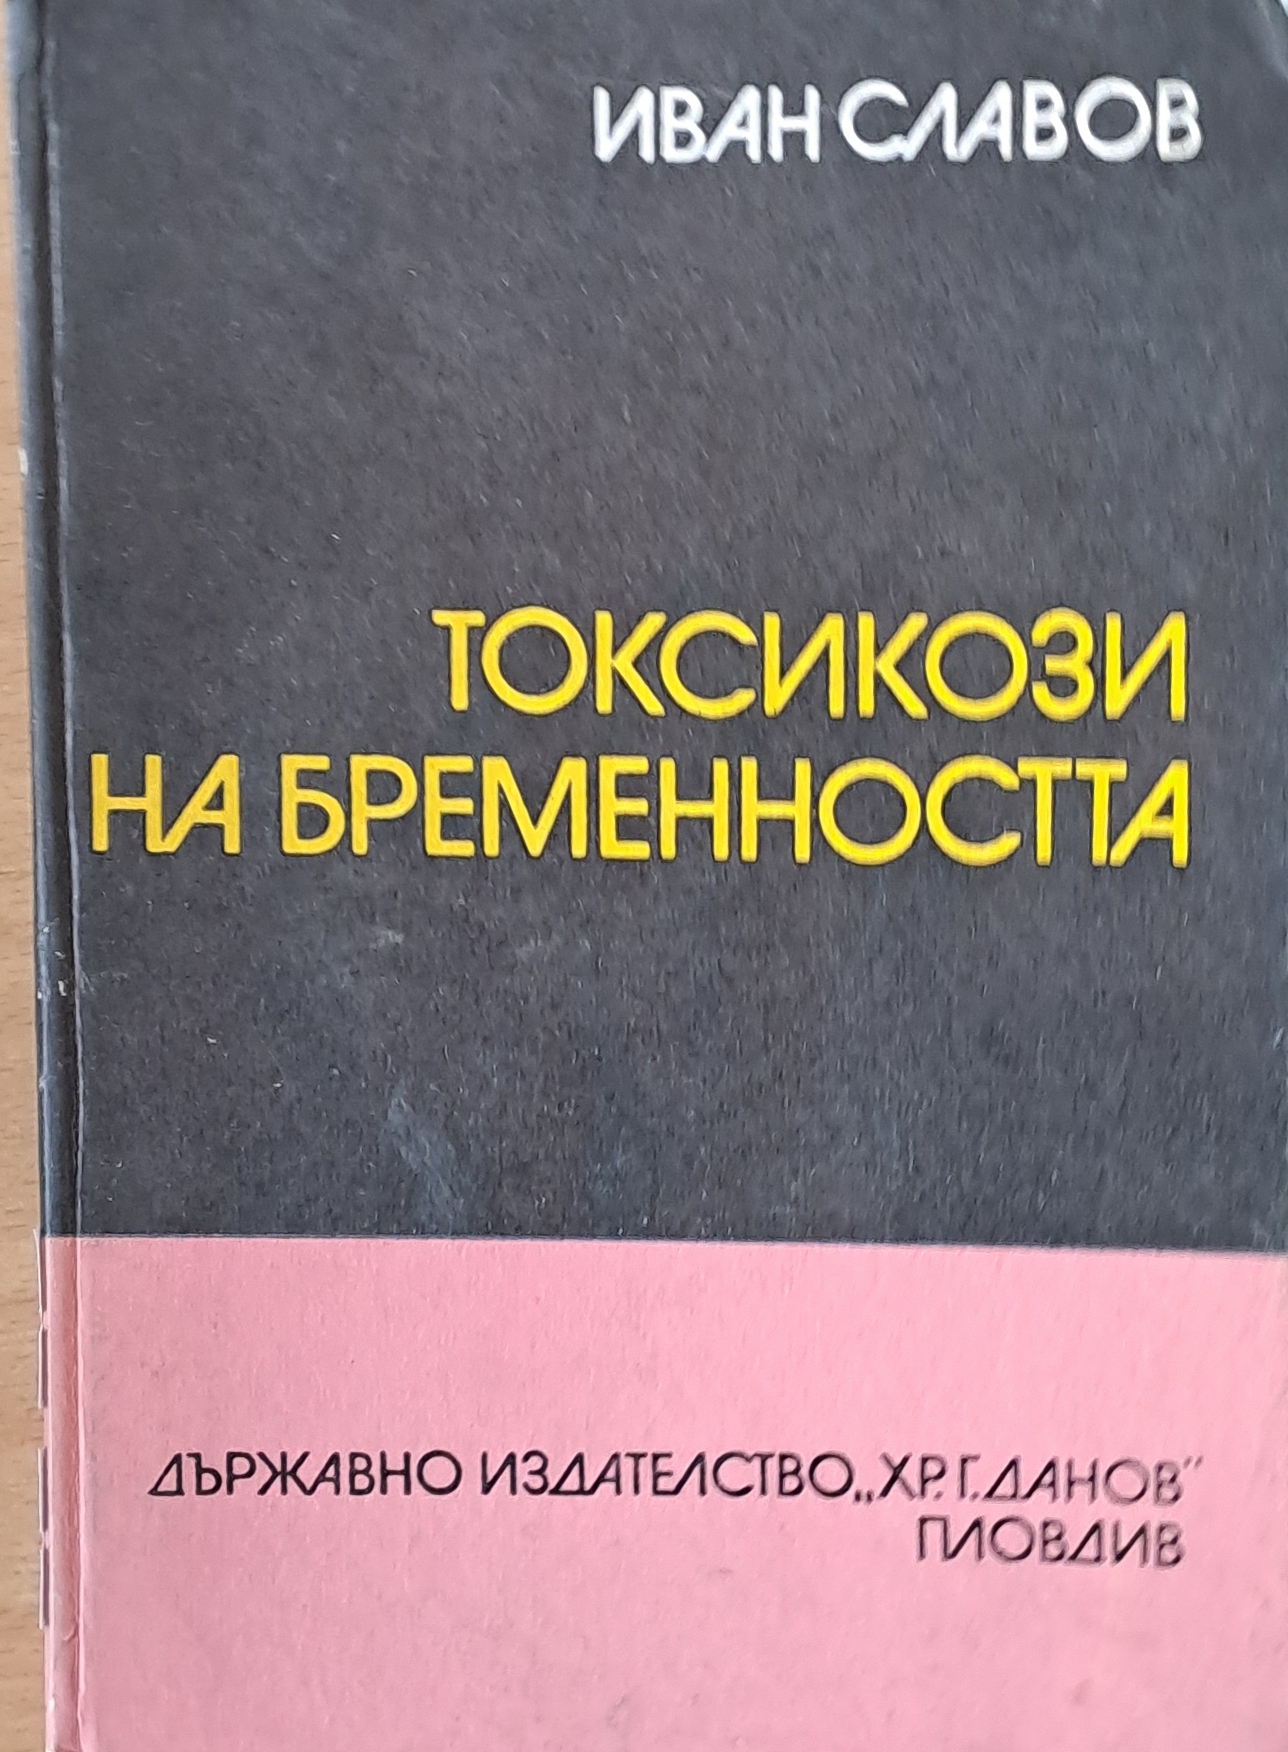 ИВАН СЛАВОВ
ТОКСИКОЗИ
НА БРЕМЕННОСТТА
ДЪРЖАВНО ИЗДАТЕЛСТВО „ХР. Г. ДАНОВ“
ПЛОВДИВ